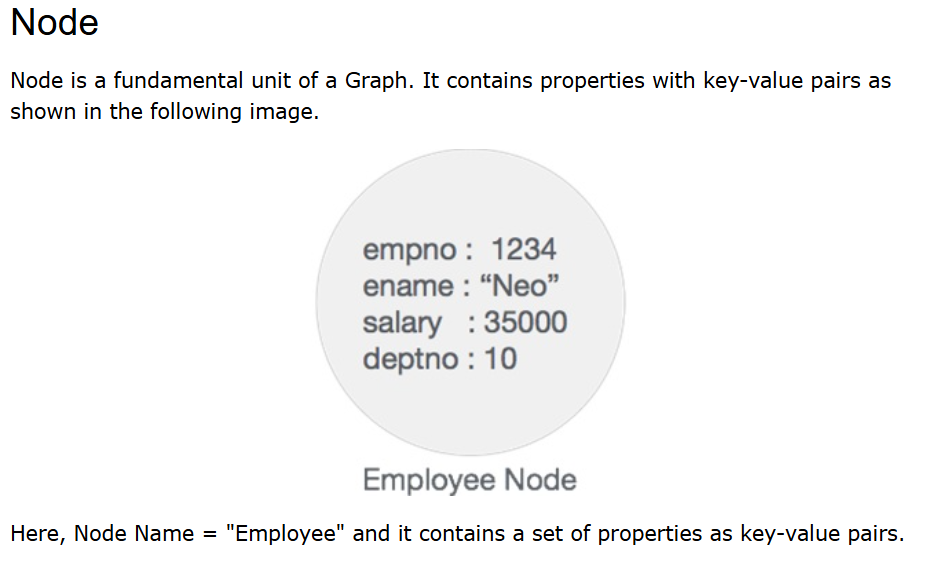 Node
Node is a fundamental unit of a Graph. It contains properties with key-value pairs as
shown in the following image.
empno : 1234
ename : “Neo”
salary : 35000
deptno : 10
Employee Node
Here, Node Name = "Employee" and it contains a set of properties as key-value pairs.